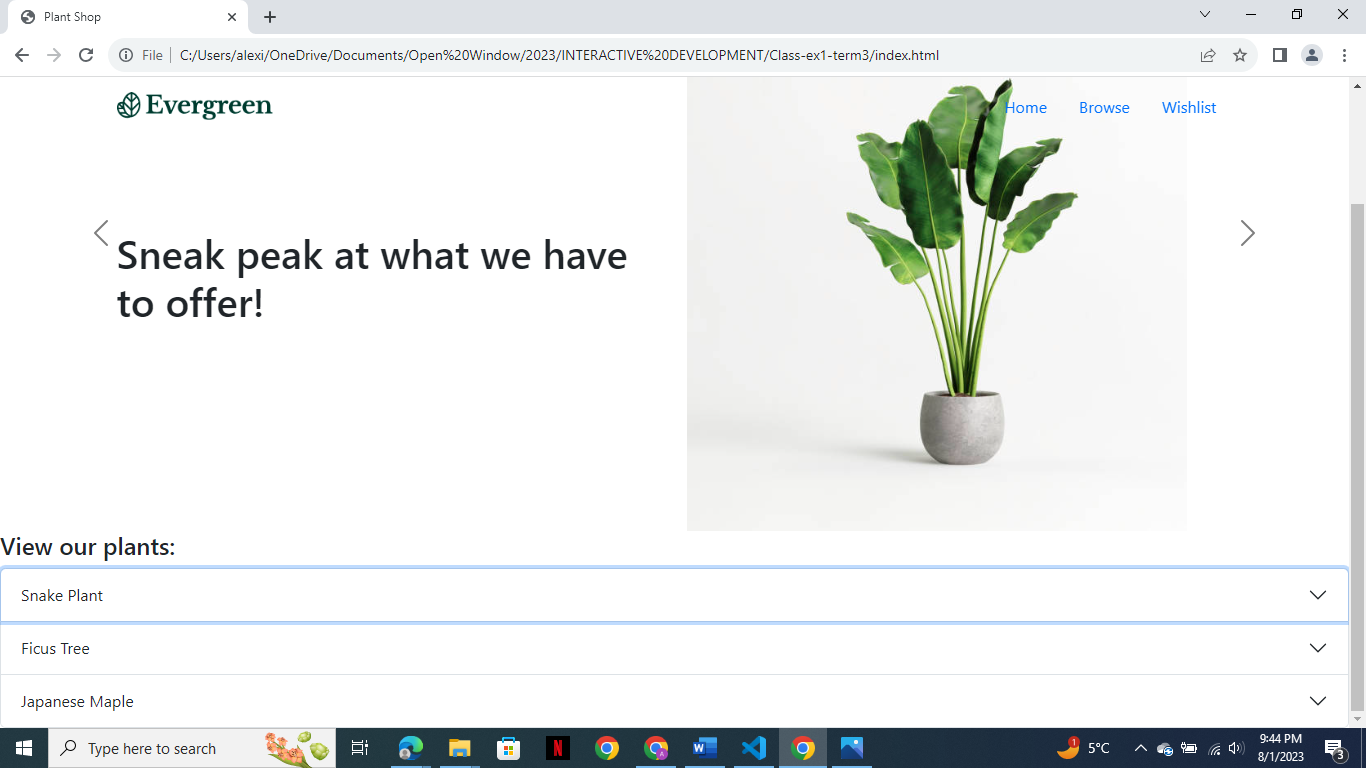 Plant Shop
File
C:/Users/alexi/OneDrive/Documents/Open%20Window/2023/INTERACTIVE%20DEVELOPMENT/Class-ex1-term3/index.html
Evergreen
Home Browse Wishlist
Sneak peak at what we have
to offer!
View our plants:
Snake Plant
Ficus Tree
Japanese Maple
Type here to search
N
A
W
1
5°C
9:44 PM
8/1/2023
3